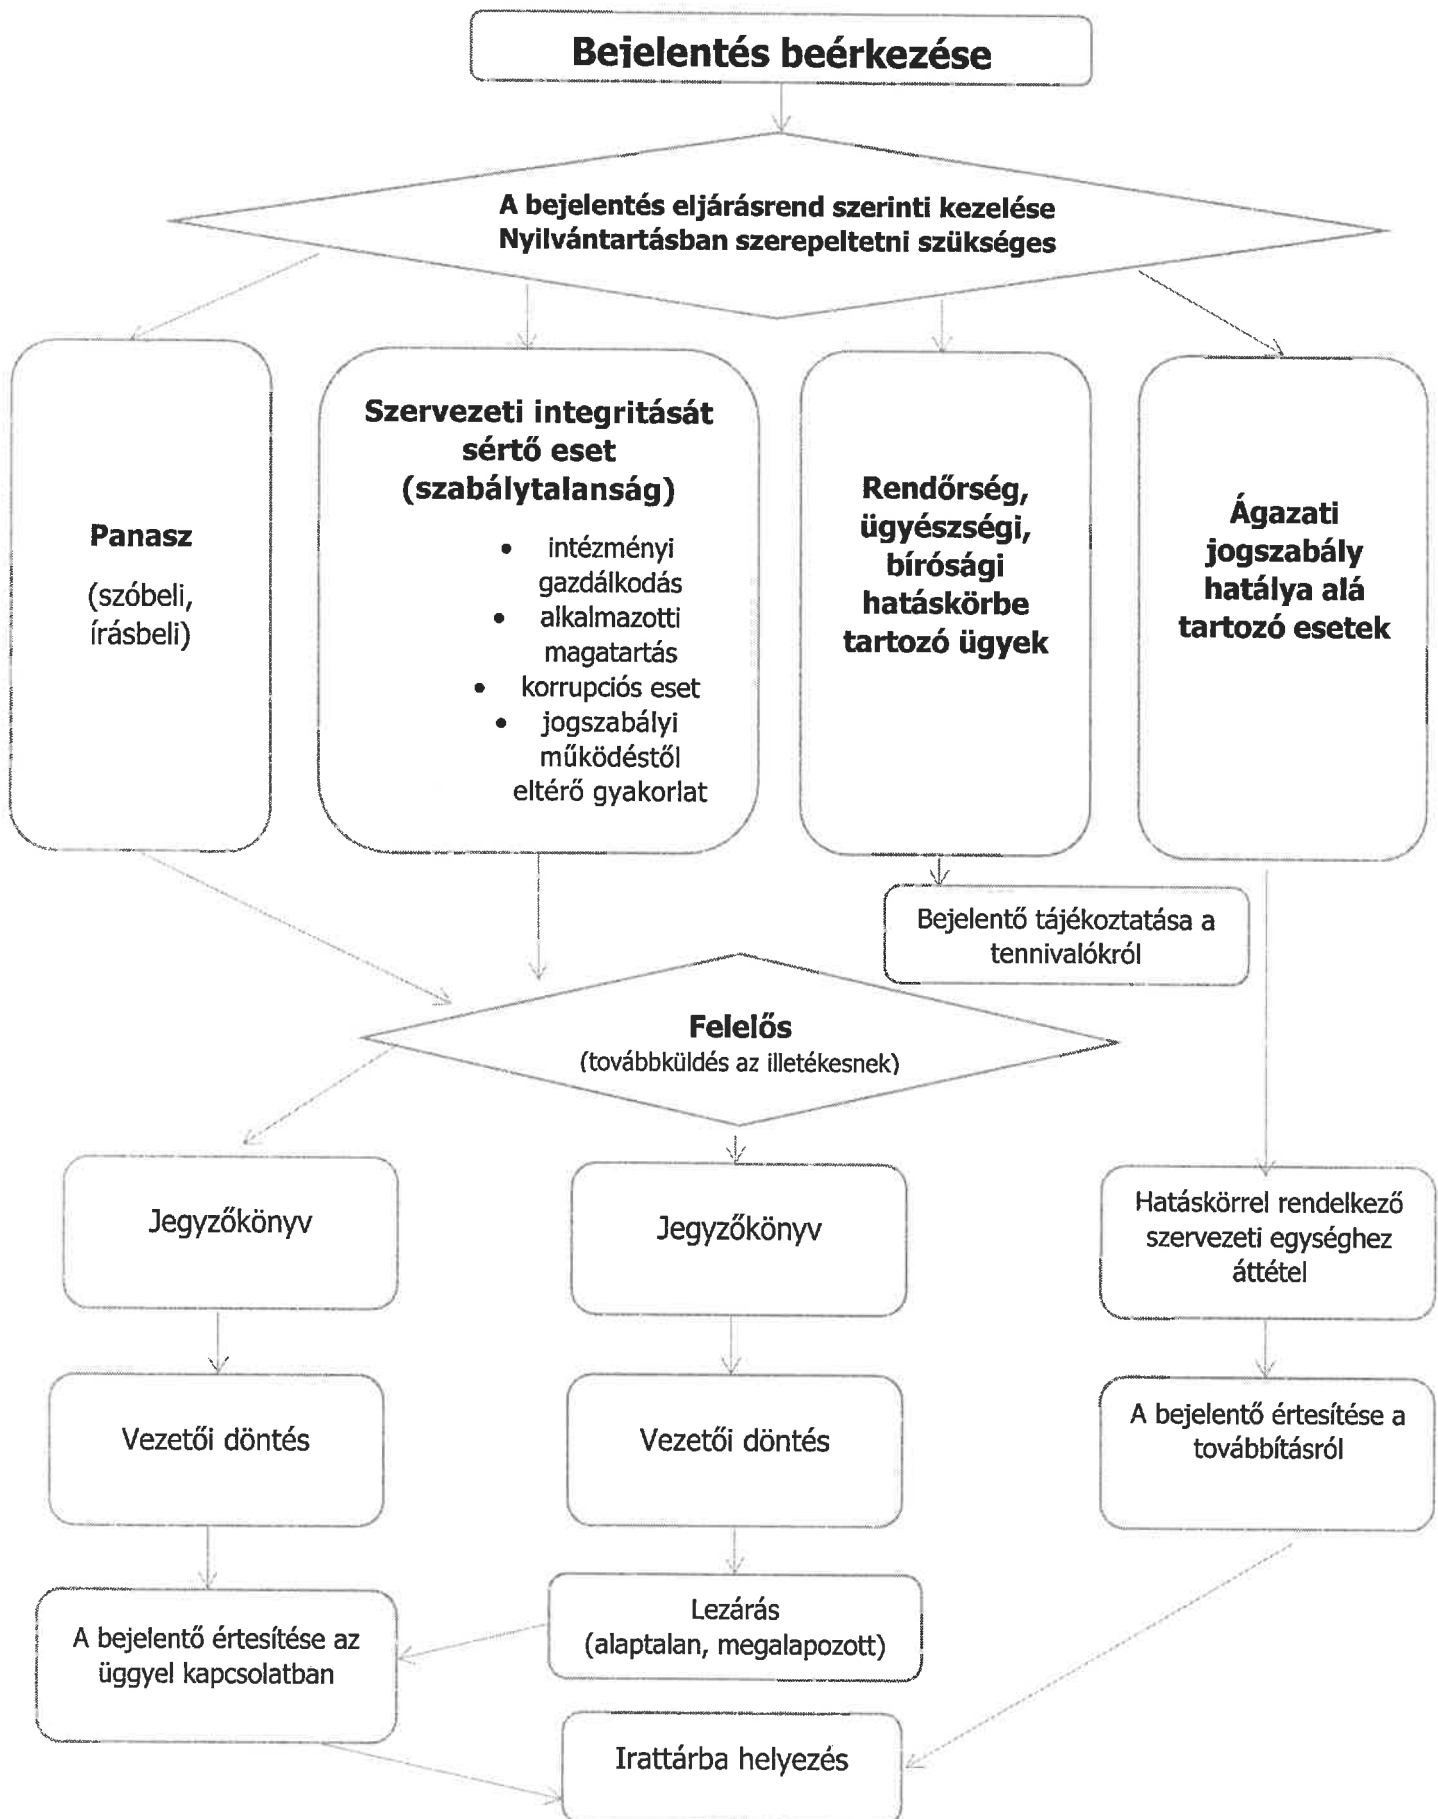 Bejelentés beérkezése
A bejelentés eljárásrend szerinti kezelése
Nyilvántartásban szerepeltetni szükséges
Panasz
(szóbeli,
írásbeli)
Szervezeti integritását
sértő eset
(szabálytalanság)
• intézményi
gazdálkodás
• alkalmazotti
magatartás
• korrupciós eset
• jogszabályi
működéstől
eltérő gyakorlat
Rendőrség,
ügyészségi,
bírósági
hatáskörbe
tartozó ügyek
Ágazati
jogszabály
hatálya alá
tartozó esetek
Bejelentő tájékoztatása a
tennivalókról
Felelős
(továbbküldés az illetékesnek)
Jegyzőkönyv
Jegyzőkönyv
Hatáskörrel rendelkező
szervezeti egységhez
áttétel
Vezetői döntés
Vezetői döntés
A bejelentő értesítése a
továbbításról
A bejelentő értesítése az
üggyel kapcsolatban
Lezárás
(alaptalan, megalapozott)
Irattárba helyezés